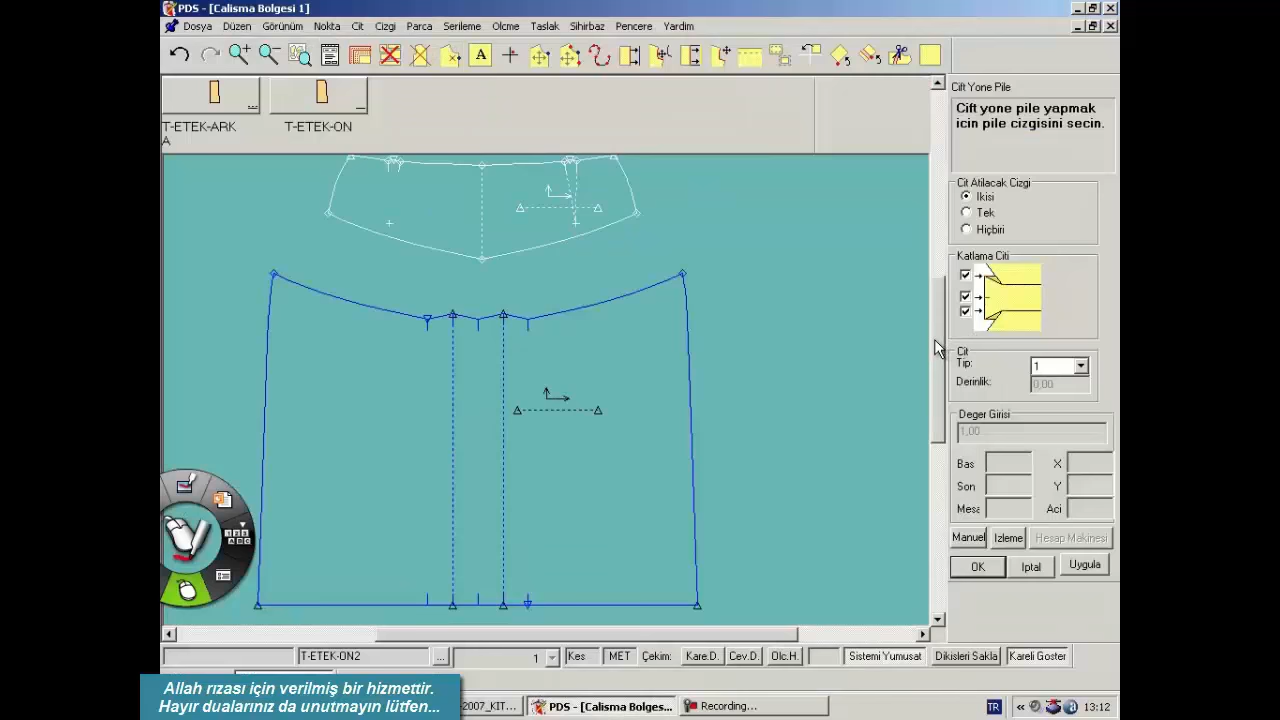 PDS - [Calisma Bolgesi 1]
Dosya Düzen Görünüm Nokta Cit Cizgi Parca Serileme Olcme Taslak Sihirbaz Pencere Yardim
A
T-ETEK-ARK
A
T-ETEK-ON
Cift Yone Pile
Cift yone pile yapmak
icin pile cizgisini secin.
Cit Atilacak Cizgi
Ikisi
Tek
Hiçbiri
Katlama Citi
Cit
Tip: 1
Derinlik: 0,00
Deger Girisi
1,00
Bas X
Son Y
Mesa Aci
Manuel Izleme Hesap Makinesi
OK Iptal Uygula
T-ETEK-ON2 ... 1 Kes MET Çekim: Kare.D. Cev.D. Olc.H. Sistemi Yumusat Dikisleri Sakla Kareli Goster
Allah rızası için verilmiş bir hizmettir.
Hayır dualarınız da unutmayın lütfen...
2007_KIT... PDS - [Calisma Bolges... Recording... TR 13:12